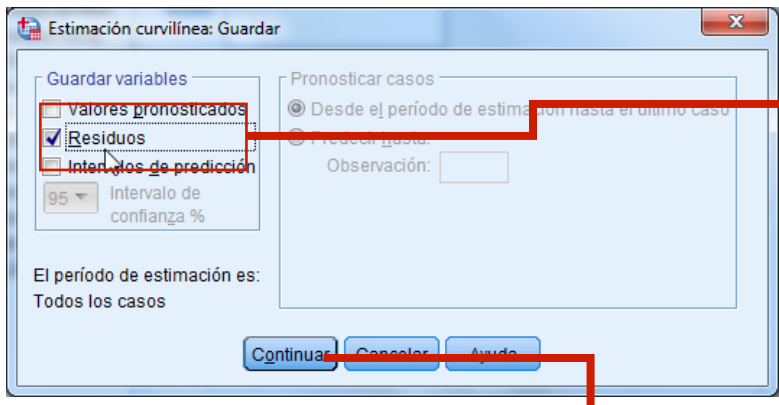 Estimación curvilínea: Guardar
Guardar variables
Valores pronosticados
Residuos
Intervalos de predicción
95
Intervalo de
confianza %
El período de estimación es:
Todos los casos
Pronosticar casos
Desde el período de estimación hasta el último caso
Predecir hasta:
Observación:
Continuar
Cancelar
Ayuda